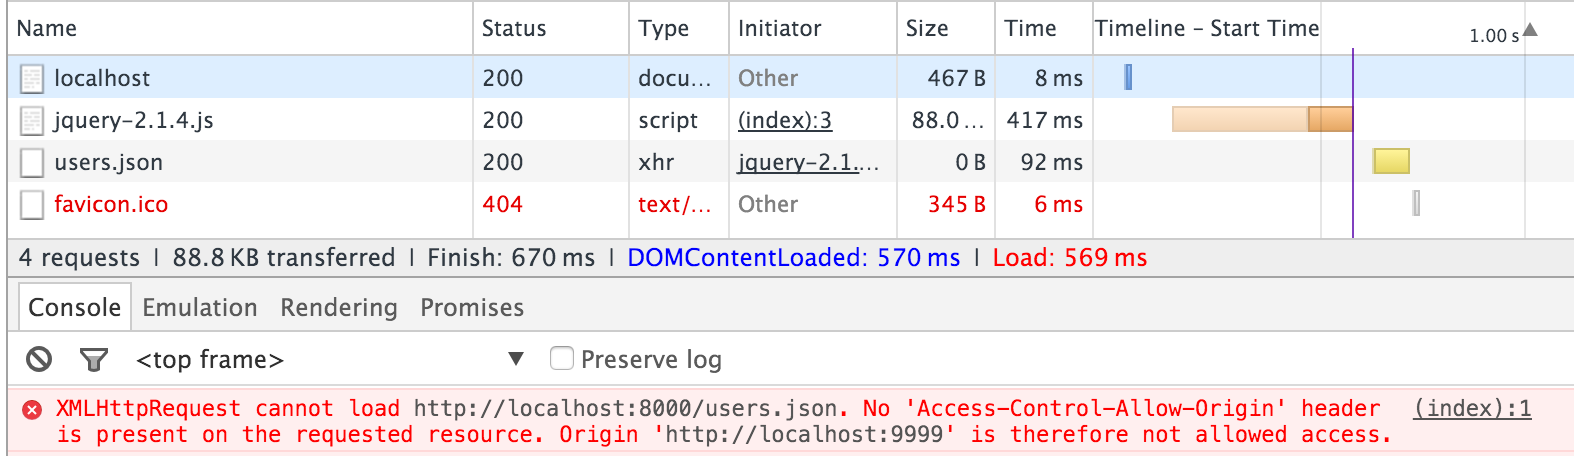 Name Status Type Initiator Size Time Timeline – Start Time 1.00 s
localhost 200 docu... Other 467 B 8 ms
jquery-2.1.4.js 200 script (index):3 88.0 ... 417 ms
users.json 200 xhr jquery-2.1.... 0 B 92 ms
favicon.ico 404 text/... Other 345 B 6 ms
4 requests | 88.8 KB transferred | Finish: 670 ms | DOMContentLoaded: 570 ms | Load: 569 ms
Console Emulation Rendering Promises
<top frame> Preserve log
XMLHttpRequest cannot load http://localhost:8000/users.json. No 'Access-Control-Allow-Origin' header (index):1
is present on the requested resource. Origin 'http://localhost:9999' is therefore not allowed access.